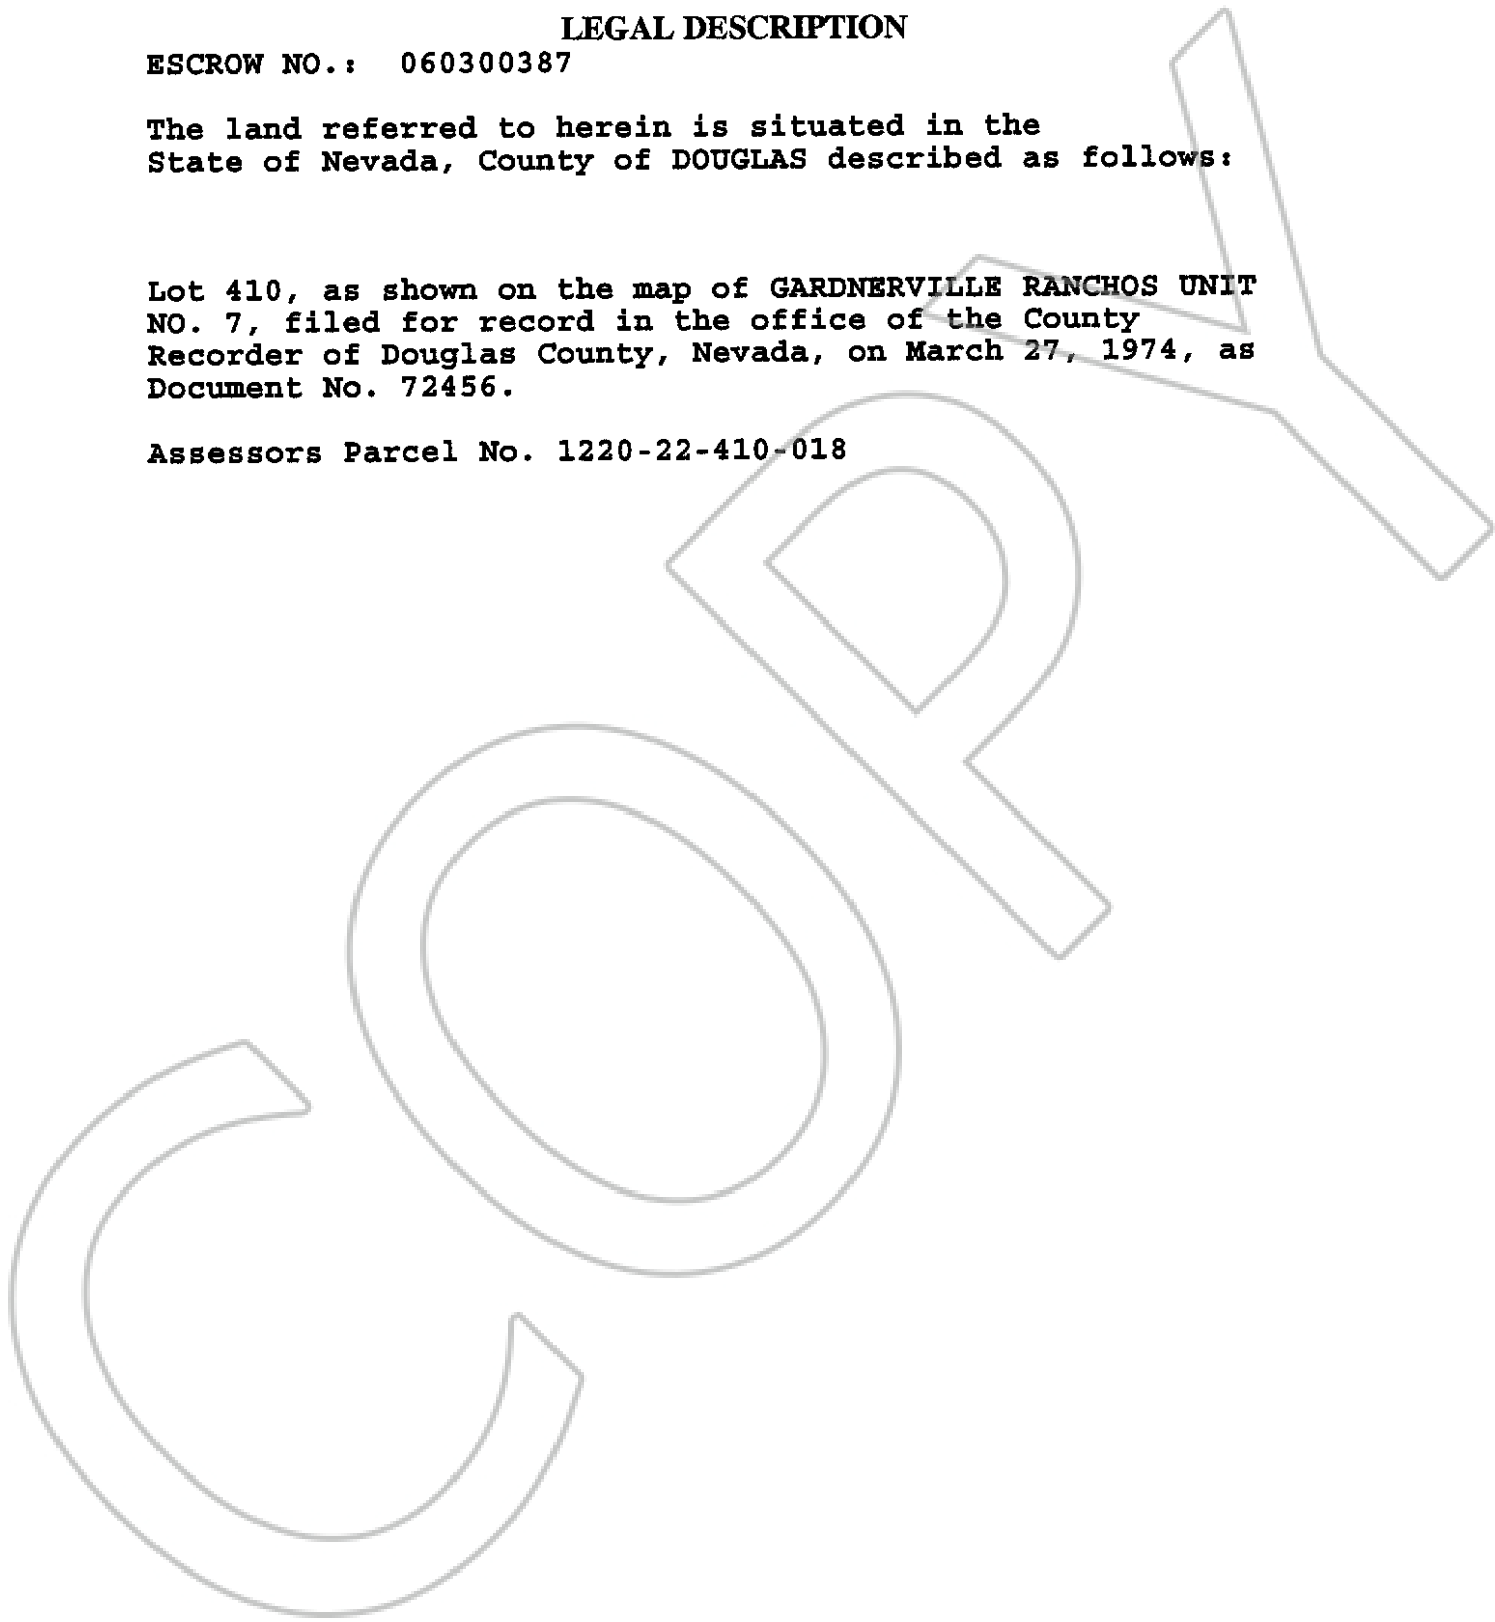 LEGAL DESCRIPTION
ESCROW NO.: 060300387
The land referred to herein is situated in the
State of Nevada, County of DOUGLAS described as follows:
Lot 410, as shown on the map of GARDNERVILLE RANCHOS UNIT
NO. 7, filed for record in the office of the County
Recorder of Douglas County, Nevada, on March 27, 1974, as
Document No. 72456.
Assessors Parcel No. 1220-22-410-018
COPY